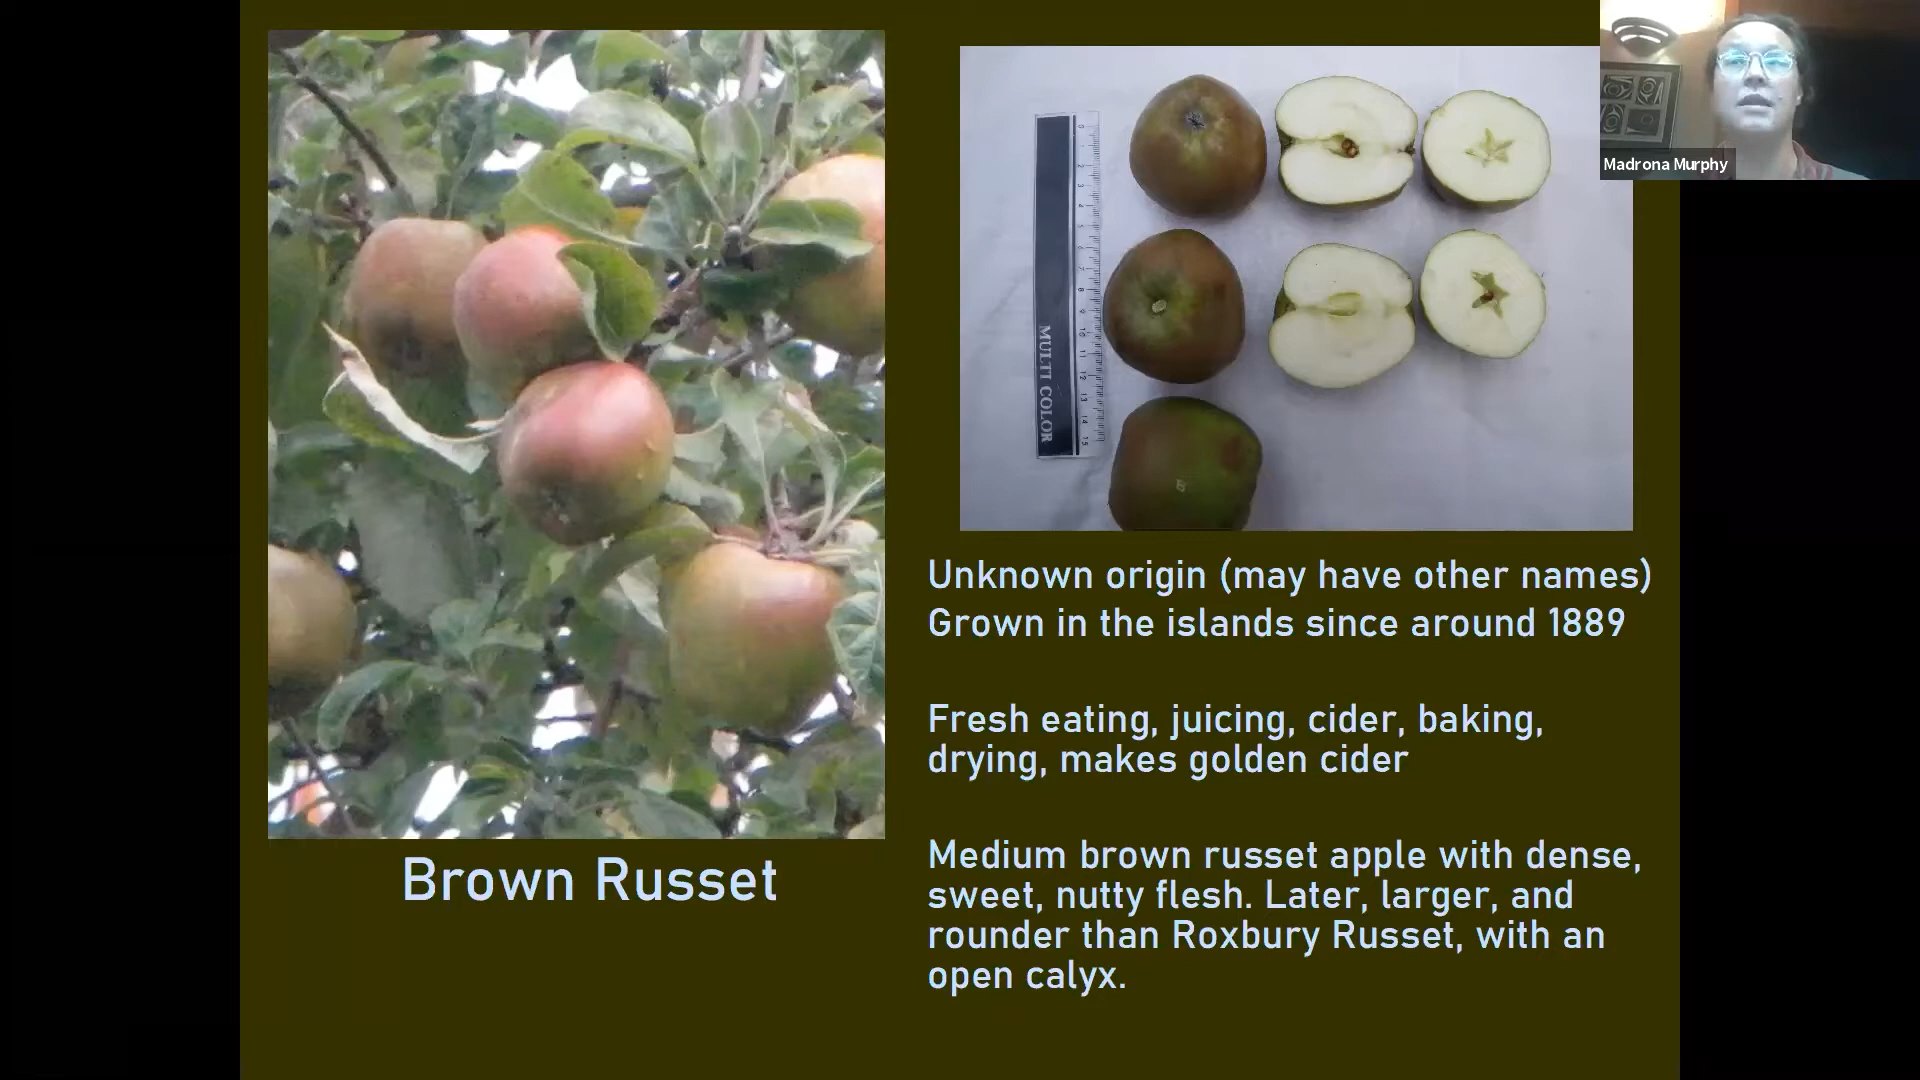 Madrona Murphy
MULTI COLOR
Unknown origin (may have other names)
Grown in the islands since around 1889
Fresh eating, juicing, cider, baking,
drying, makes golden cider
Medium brown russet apple with dense,
sweet, nutty flesh. Later, larger, and
rounder than Roxbury Russet, with an
open calyx.
Brown Russet